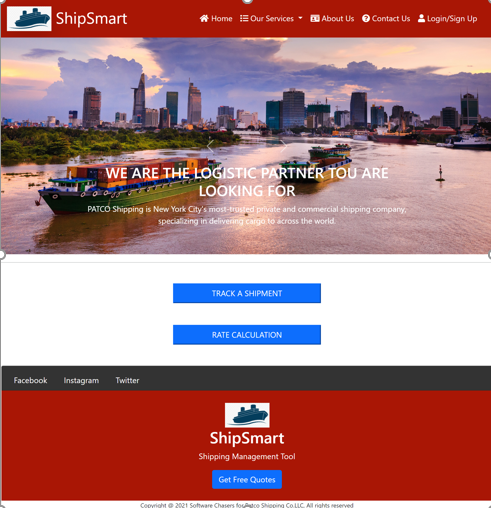 ShipSmart
Home
Our Services
About Us
Contact Us
Login/Sign Up
WE ARE THE LOGISTIC PARTNER TOU ARE
LOOKING FOR
PATCO Shipping is New York City's most-trusted private and commercial shipping company,
specializing in delivering cargo to across the world.
TRACK A SHIPMENT
RATE CALCULATION
Facebook
Instagram
Twitter
ShipSmart
Shipping Management Tool
Get Free Quotes
Copyright @ 2021 Software Chasers for Patco Shipping Co.LLC. All rights reserved